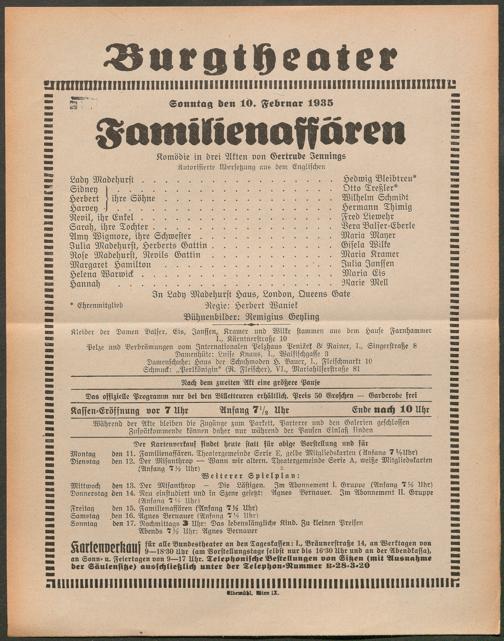 Burgtheater
Sonntag den 10. Februar 1935
Familienaffären
Komödie in drei Akten von Gertrude Jennings
Autorisierte Übersetzung aus dem Englischen
Lady Madehurst . . . . . . . . . . Hedwig Bleibtreu*
Sidney } . . . . . . . . . . Otto Treßler*
Herbert } ihre Söhne . . . . . . . . . . Wilhelm Schmidt
Harvey } . . . . . . . . . . Hermann Thimig
Nevil, ihr Enkel . . . . . . . . . . Fred Liewehr
Sarah, ihre Tochter . . . . . . . . . . Vera Balser-Eberle
Amy Wigmore, ihre Schwester . . . . . . . . . . Maria Mayer
Julia Madehurst, Herberts Gattin . . . . . . . . . . Gisela Wilke
Rose Madehurst, Nevils Gattin . . . . . . . . . . Maria Kramer
Margaret Hamilton . . . . . . . . . . Julia Janssen
Helene Warwick . . . . . . . . . . Maria Eis
Hannah . . . . . . . . . . Marie Mell
In Lady Madehurst Haus, London, Queens Gate
* Ehrenmitglied Regie: Herbert Waniek
Bühnenbilder: Remigius Geyling
Kleider der Damen Balser, Eis, Janssen, Kramer und Wilke stammen aus dem Hause Farnhammer
I., Kärntnerstraße 10
Pelze und Verbrämungen vom Internationalen Pelzhaus Penižek & Rainer, I., Singerstraße 8
Damenhüte: Luise Knaus, I., Walfischgasse 3
Damenschuhe: Haus der Schuhmoden H. Bauer, I., Fleischmarkt 10
Schmuck: „Perlkönigin“ (R. Fleischer), VI., Mariahilferstraße 81
Nach dem zweiten Akt eine größere Pause
Das offizielle Programm nur bei den Billetteuren erhältlich. Preis 50 Groschen — Garderobe frei
Kassen-Eröffnung vor 7 Uhr Anfang 7½ Uhr Ende nach 10 Uhr
Während der Akte bleiben die Zugänge zum Parkett, Parterre und den Galerien geschlossen
Zuspätkommende können daher nur während der Pausen Einlaß finden
Der Kartenverkauf findet heute statt für obige Vorstellung und für
Montag den 11. Familienaffären. Theatergemeinde Serie E, gelbe Mitgliedskarten (Anfang 7½ Uhr)
Dienstag den 12. Der Misanthrop — Wann wir altern. Theatergemeinde Serie A, weiße Mitgliedskarten
(Anfang 7½ Uhr)
Weiterer Spielplan:
Mittwoch den 13. Der Misanthrop — Die Lästigen. Im Abonnement I. Gruppe (Anfang 7½ Uhr)
Donnerstag den 14. Neu einstudiert und in Szene gesetzt: Agnes Bernauer. Im Abonnement II. Gruppe
(Anfang 7½ Uhr)
Freitag den 15. Familienaffären (Anfang 7½ Uhr)
Samstag den 16. Agnes Bernauer (Anfang 7½ Uhr)
Sonntag den 17. Nachmittags 3 Uhr: Das lebenslängliche Kind. Zu kleinen Preisen
Abends 7½ Uhr: Agnes Bernauer
Kartenverkauf für alle Bundestheater an den Tageskassen: I., Bräunerstraße 14, an Werktagen von
9—18·30 Uhr (am Vorstellungstage selbst nur bis 16·30 Uhr und an der Abendkassa),
an Sonn- u. Feiertagen von 9—17 Uhr. Telephonische Bestellungen von Sitzen (mit Ausnahme
der Säulensitze) ausschließlich unter der Telephon-Nummer R-28-3-20
Elbemühl, Wien IX.